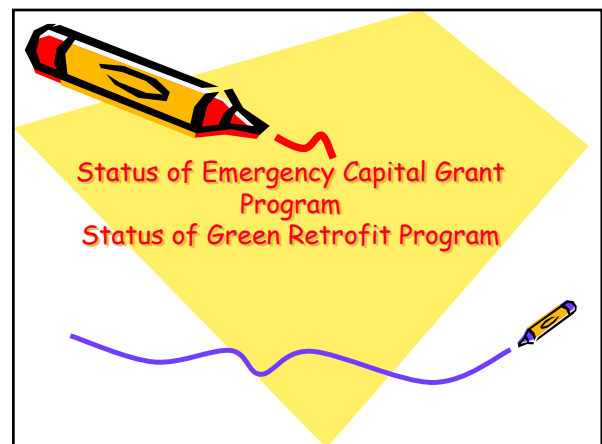 Status of Emergency Capital Grant
Program
Status of Green Retrofit Program